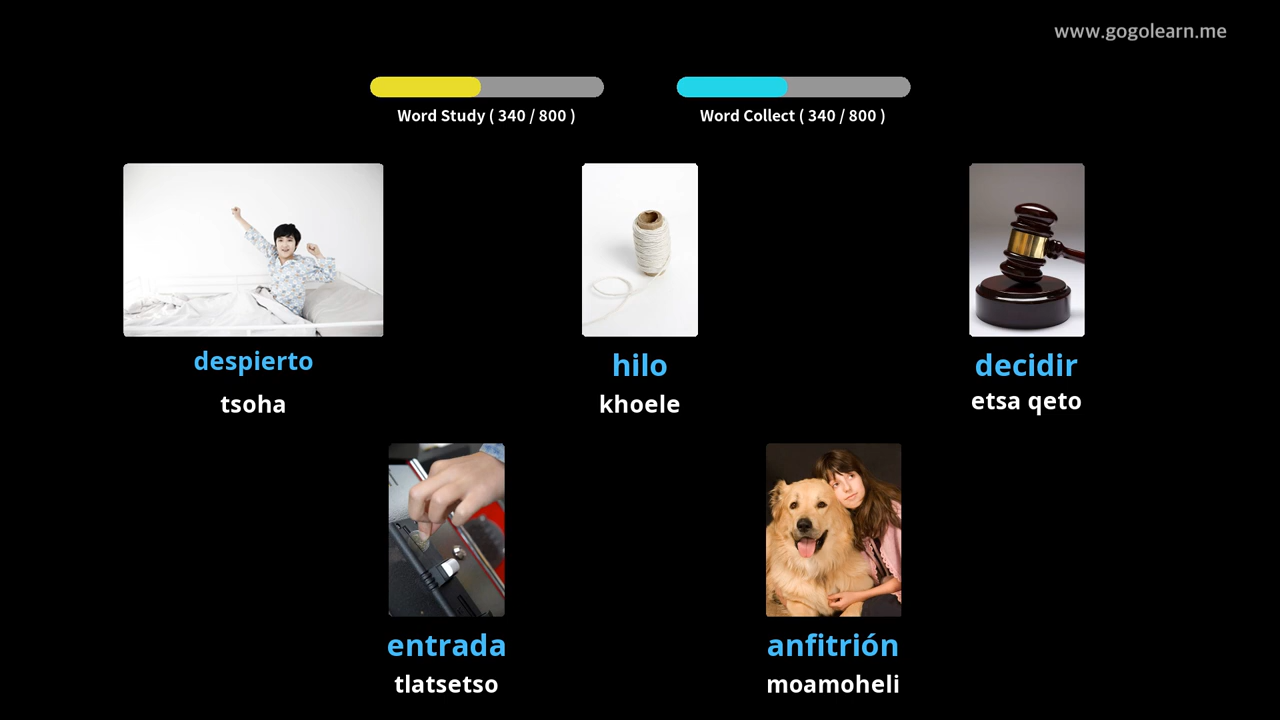 www.gogolearn.me
Word Study ( 340 / 800 )
Word Collect ( 340 / 800 )
despierto
hilo
decidir
tsoha
khoele
etsa qeto
entrada
anfitrión
tlatsetso
moamoheli